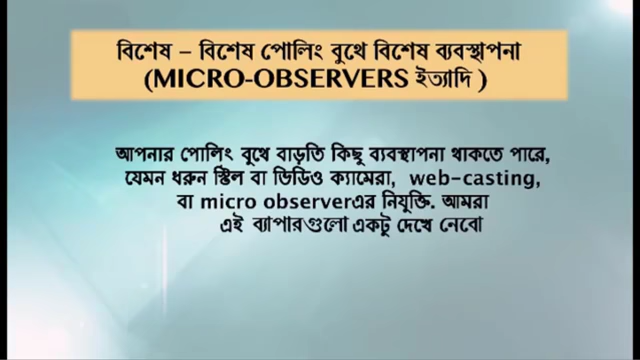 বিশেষ – বিশেষ পোলিং বুথে বিশেষ ব্যবস্থাপনা
(MICRO-OBSERVERS ইত্যাদি )
আপনার পোলিং বুথে বাড়তি কিছু ব্যবস্থাপনা থাকতে পারে,
যেমন ধরুন স্টিল বা ভিডিও ক্যামেরা, web-casting,
বা micro observerএর নিযুক্তি. আমরা
এই ব্যাপারগুলো একটু দেখে নেবো